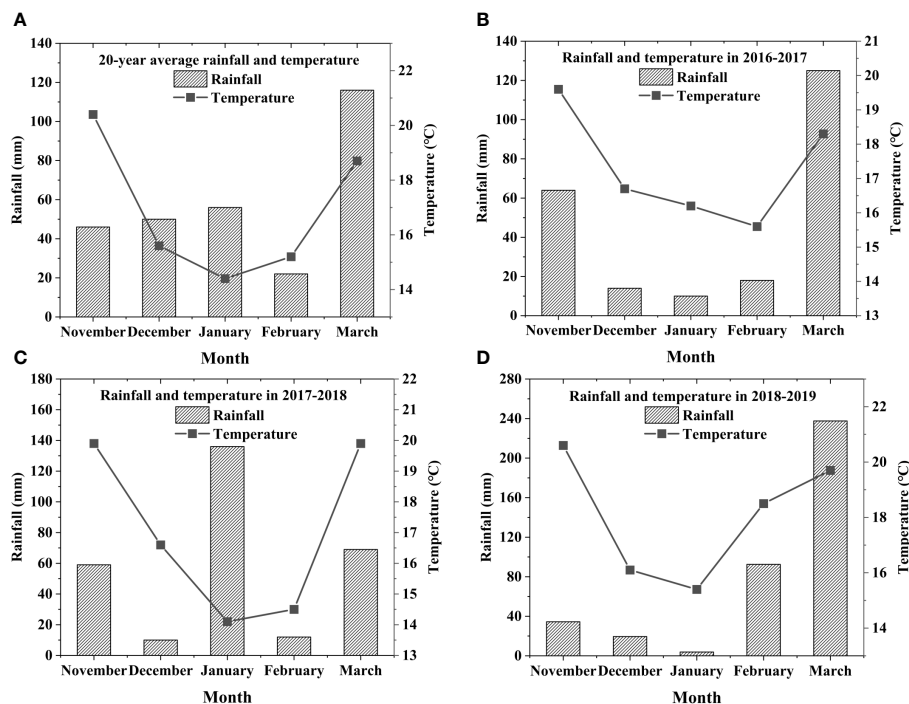 A
20-year average rainfall and temperature
Rainfall
Temperature
Rainfall (mm)
140
120
100
80
60
40
20
0
22
20
18
16
14
Temperature (°C)
November December January February March
Month
B
Rainfall and temperature in 2016-2017
Rainfall
Temperature
Rainfall (mm)
140
120
100
80
60
40
20
0
21
20
19
18
17
16
15
14
13
Temperature (°C)
November December January February March
Month
C
Rainfall and temperature in 2017-2018
Rainfall
Temperature
Rainfall (mm)
180
160
140
120
100
80
60
40
20
0
22
21
20
19
18
17
16
15
14
13
Temperature (°C)
November December January February March
Month
D
Rainfall and temperature in 2018-2019
Rainfall
Temperature
Rainfall (mm)
280
240
200
160
120
80
40
0
22
20
18
16
14
Temperature (°C)
November December January February March
Month